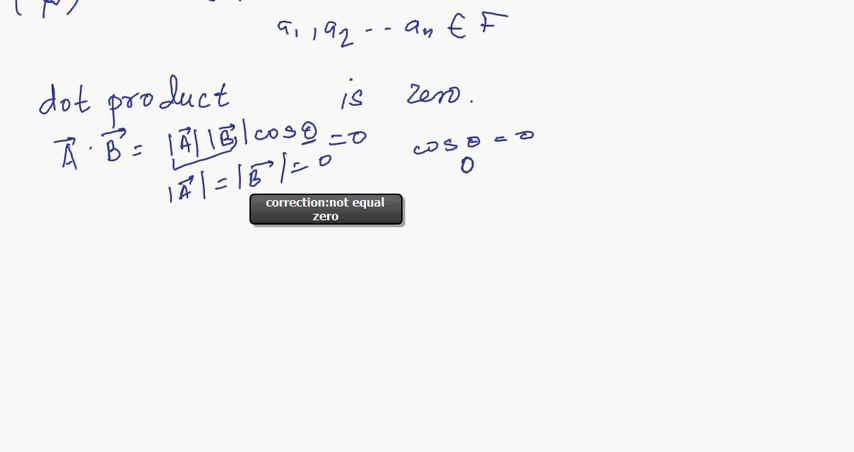 a₁, a₂ -- aₙ ∈ F
dot product is zero.
A⃗ · B⃗ = |A⃗| |B⃗| cos θ = 0 cos θ = 0
|A⃗| = |B⃗| = 0 θ
correction:not equal
zero